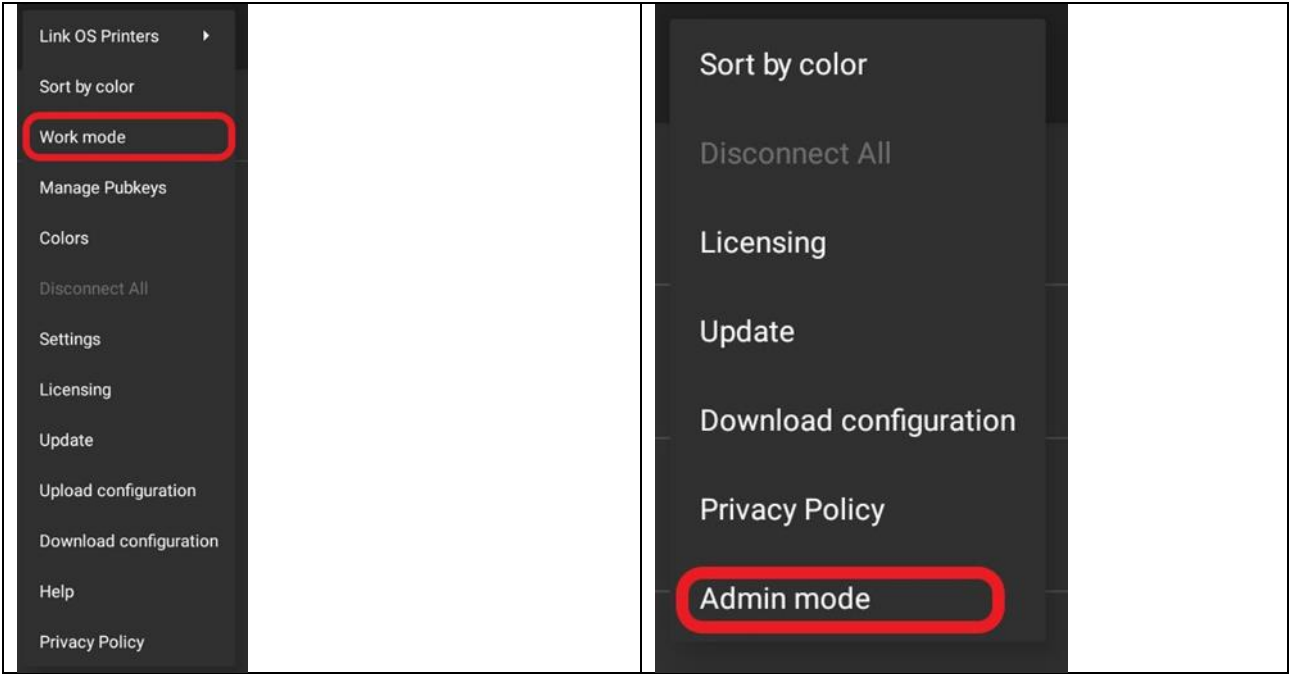 Link OS Printers
Sort by color
Work mode
Manage Pubkeys
Colors
Disconnect All
Settings
Licensing
Update
Upload configuration
Download configuration
Help
Privacy Policy
Sort by color
Disconnect All
Licensing
Update
Download configuration
Privacy Policy
Admin mode